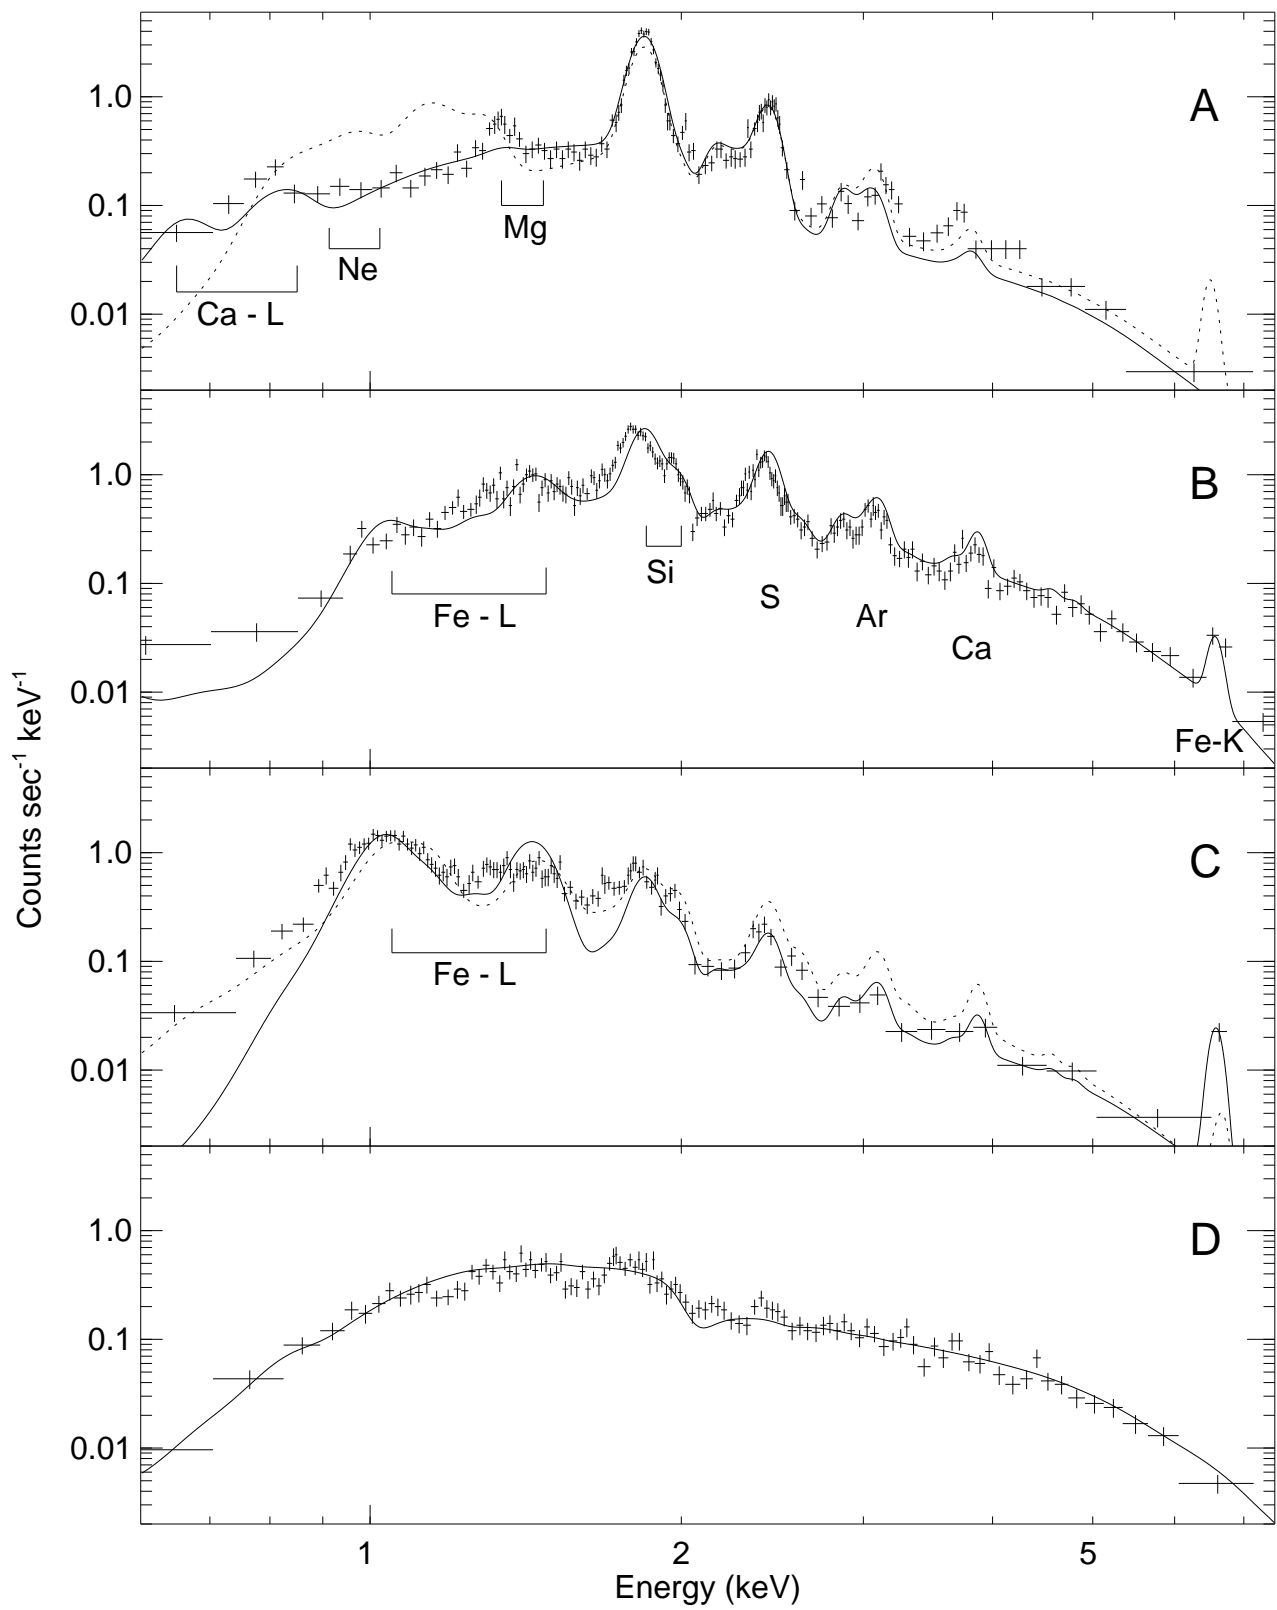 A
1.0
0.1
0.01
Mg
Ne
Ca - L
B
1.0
0.1
0.01
Si
S
Fe - L
Ar
Ca
Fe-K
C
1.0
0.1
0.01
Fe - L
D
1.0
0.1
0.01
1 2 5
Energy (keV)
Counts sec⁻¹ keV⁻¹